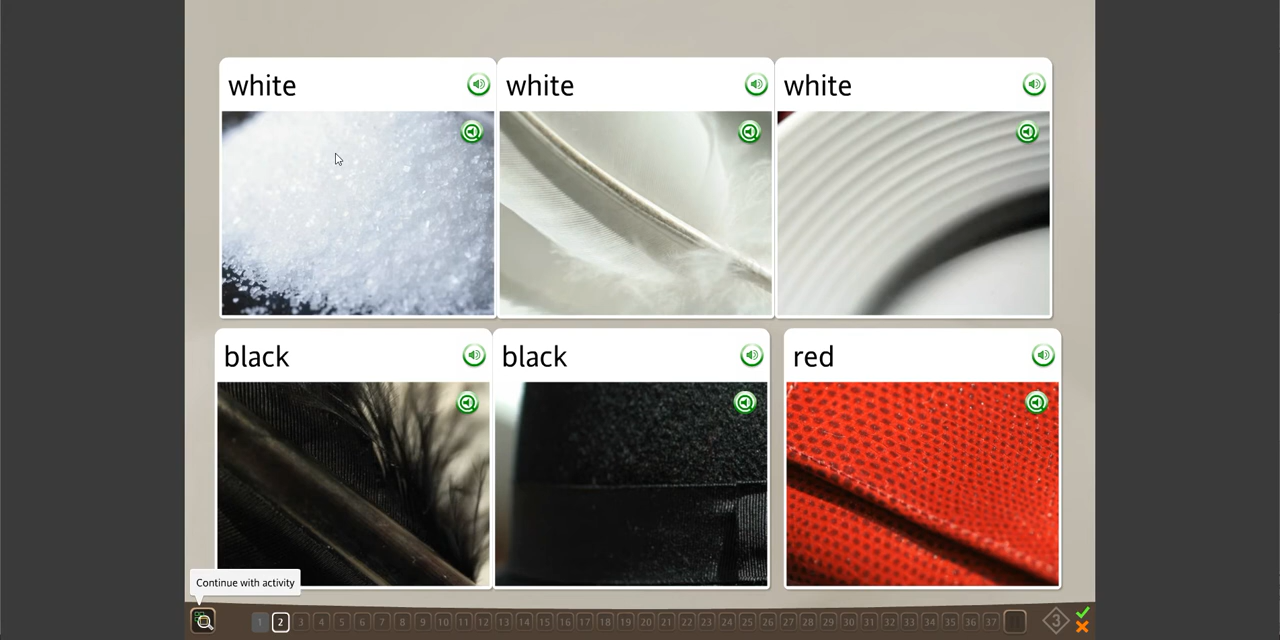 white
white
white
black
black
red
Continue with activity
1 2 3 4 5 6 7 8 9 10 11 12 13 14 15 16 17 18 19 20 21 22 23 24 25 26 27 28 29 30 31 32 33 34 35 36 37
3